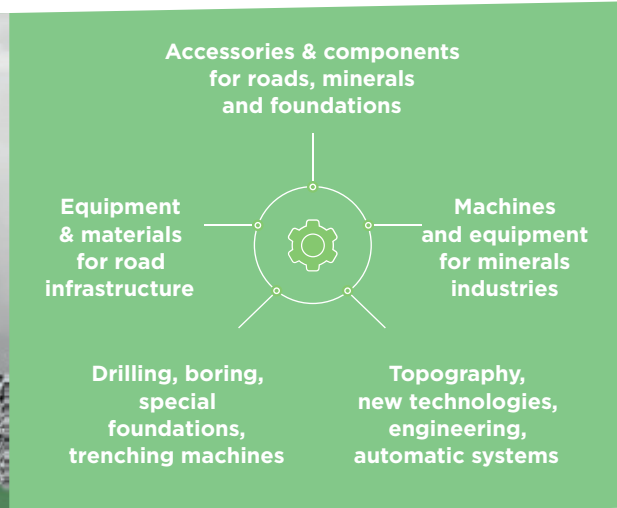 Accessories & components
for roads, minerals
and foundations
Equipment
& materials
for road
infrastructure
Machines
and equipment
for minerals
industries
Drilling, boring,
special
foundations,
trenching machines
Topography,
new technologies,
engineering,
automatic systems